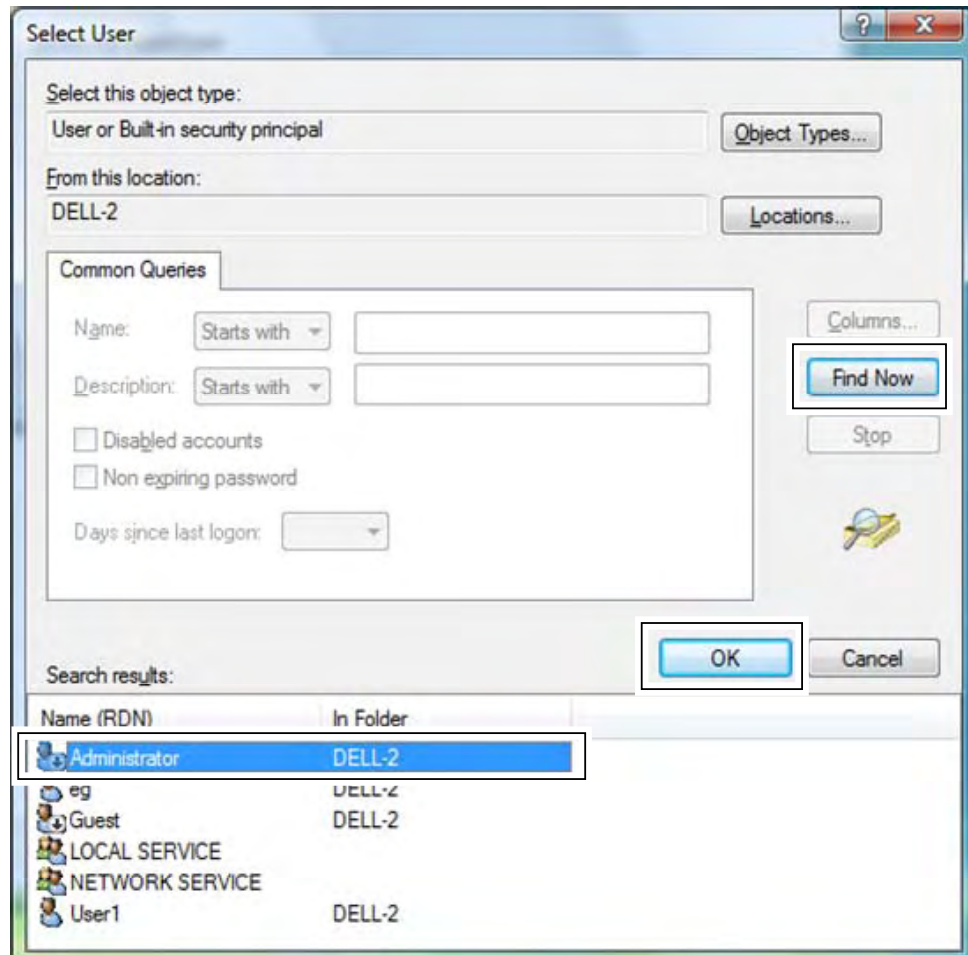 Select User
?
X
Select this object type:
User or Built-in security principal
Object Types...
From this location:
DELL-2
Locations...
Common Queries
Name:
Starts with
Columns...
Description:
Starts with
Find Now
Disabled accounts
Stop
Non expiring password
Days since last logon:
OK
Cancel
Search results:
Name (RDN) In Folder
Administrator DELL-2
eg DELL-2
Guest DELL-2
LOCAL SERVICE
NETWORK SERVICE
User1 DELL-2